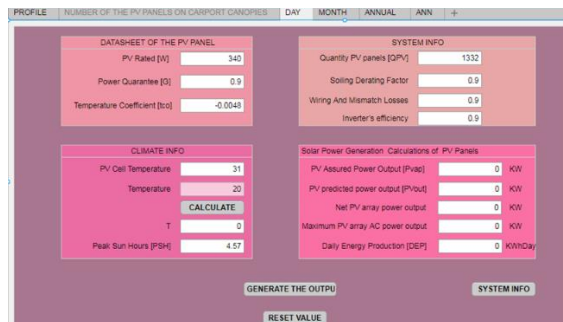 PROFILE NUMBER OF THE PV PANELS ON CARPORT CANOPIES DAY MONTH ANNUAL ANN +
DATASHEET OF THE PV PANEL
PV Rated [W] 340
Power Quarantee [G] 0.9
Temperature Coefficient [tco] -0.0048
SYSTEM INFO
Quantity PV panels [QPV] 1332
Soiling Derating Factor 0.9
Wiring And Mismatch Losses 0.9
Inverter's efficiency 0.9
CLIMATE INFO
PV Cell Temperature 31
Temperature 20
CALCULATE
T 0
Peak Sun Hours [PSH] 4.57
Solar Power Generation Calculations of PV Panels
PV Assured Power Output [Pvap] 0 KW
PV predicted power output [PVout] 0 KW
Net PV array power output 0 KW
Maximum PV array AC power output 0 KW
Daily Energy Production [DEP] 0 KWhDay
GENERATE THE OUTPU
SYSTEM INFO
RESET VALUE